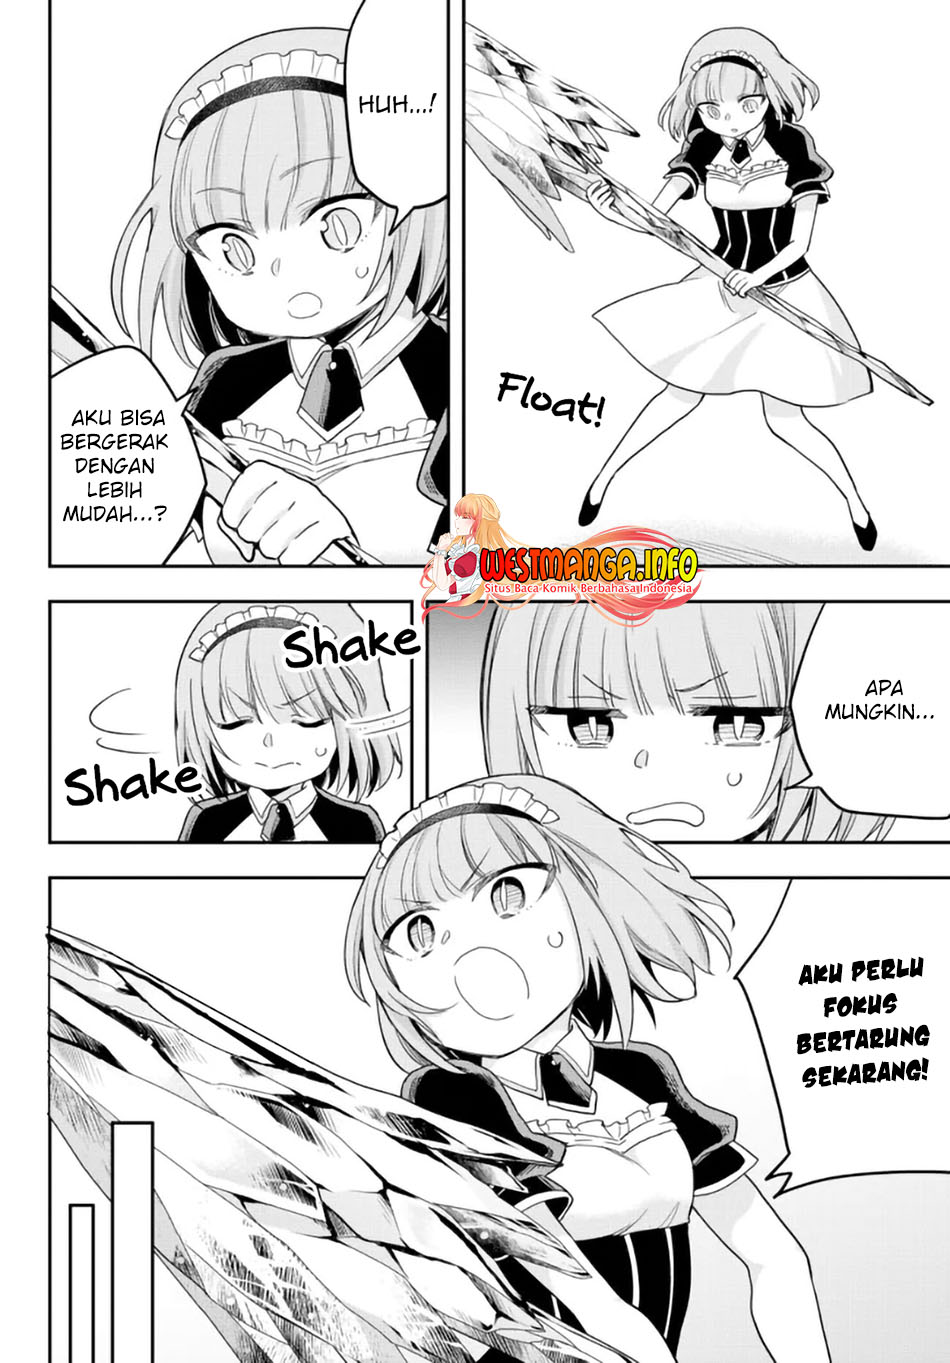 Float!
HUH...!
AKU BISA
BERGERAK
DENGAN
LEBIH
MUDAH...?
WESTMANGA.INFO
Situs Baca Komik Berbahasa Indonesia
APA
MUNGKIN...
Shake
Shake
AKU PERLU
FOKUS
BERTARUNG
SEKARANG!